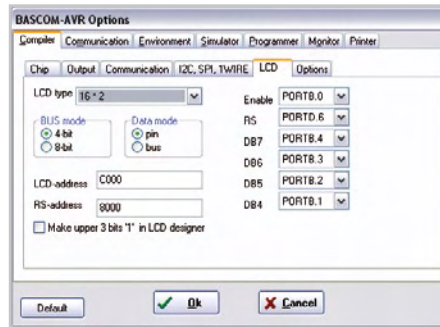 BASCOM-AVR Options
Compiler Communication Environment Simulator Programmer Monitor Printer
Chip Output Communication I2C, SPI, TWIRE LCD Options
LCD type 16 * 2
BUS mode
4-bit
8-bit
Data mode
pin
bus
LCD-address C000
RS-address 8000
Make upper 3 bits "1" in LCD designer
Enable PORTB.0
RS PORTD.6
DB7 PORTB.4
DB6 PORTB.3
DB5 PORTB.2
DB4 PORTB.1
Default Ok Cancel